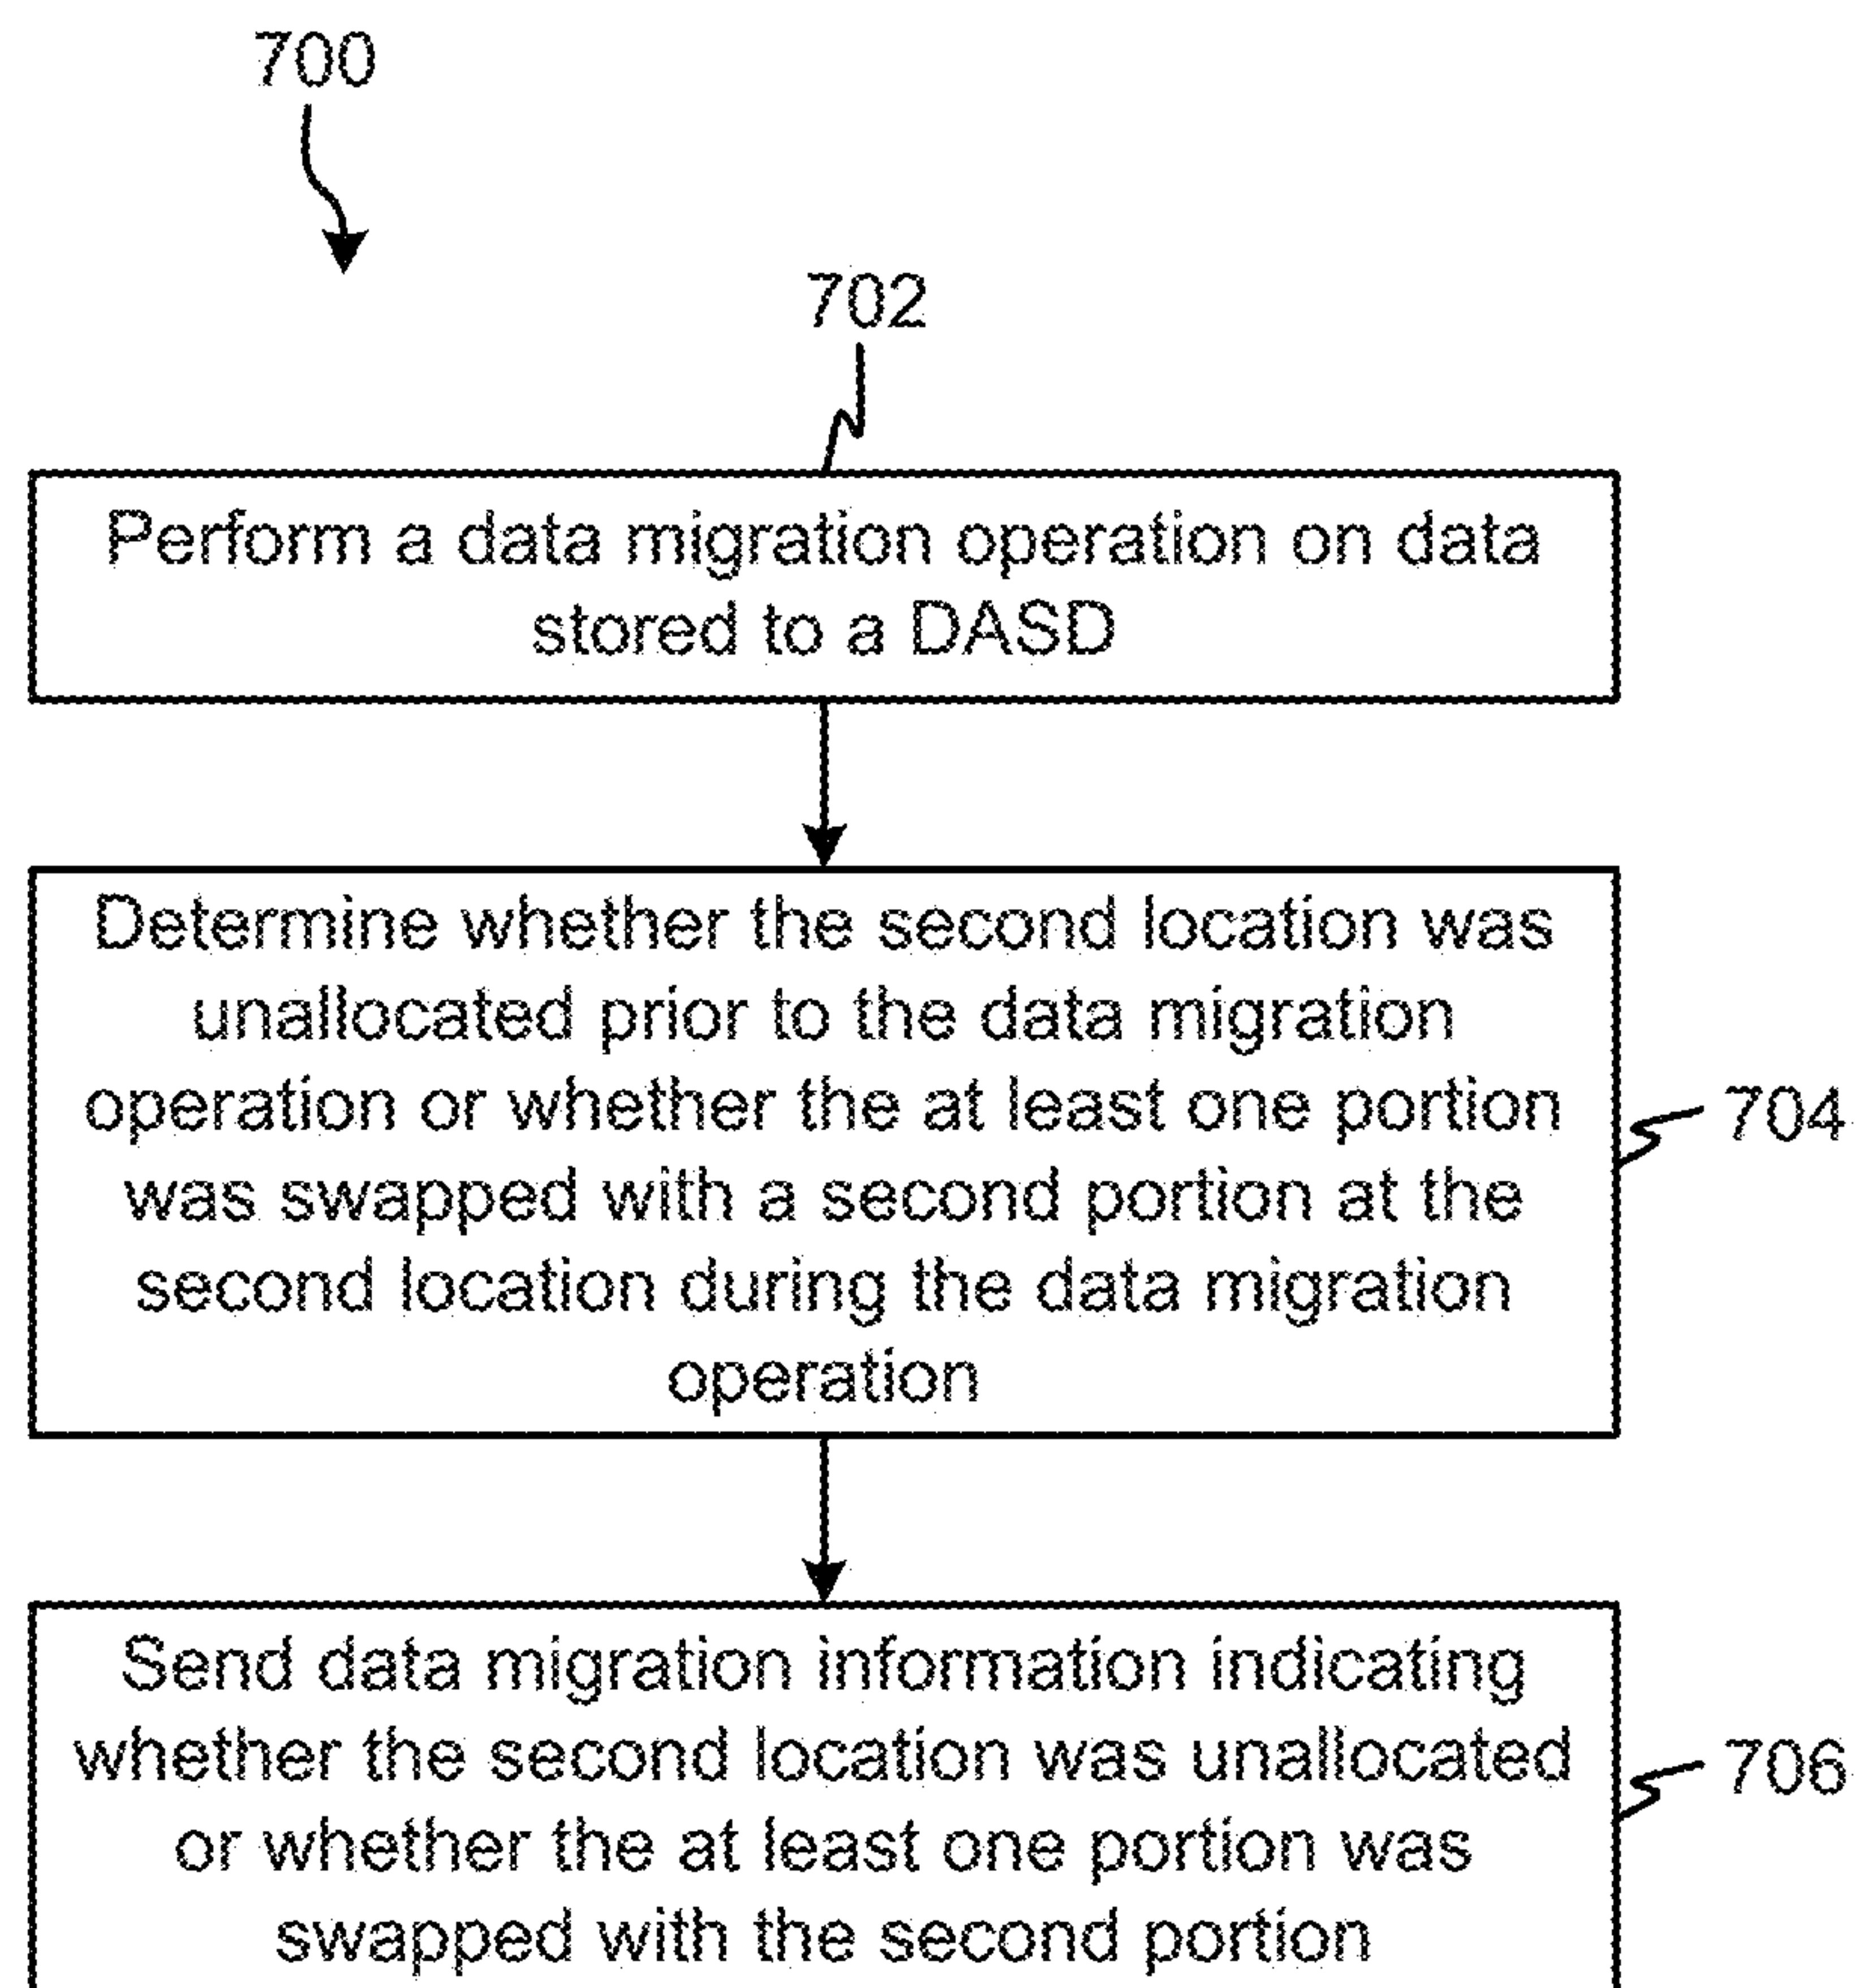 700
702
Perform a data migration operation on data
stored to a DASD
Determine whether the second location was
unallocated prior to the data migration
operation or whether the at least one portion
was swapped with a second portion at the
second location during the data migration
operation
704
Send data migration information indicating
whether the second location was unallocated
or whether the at least one portion was
swapped with the second portion
706